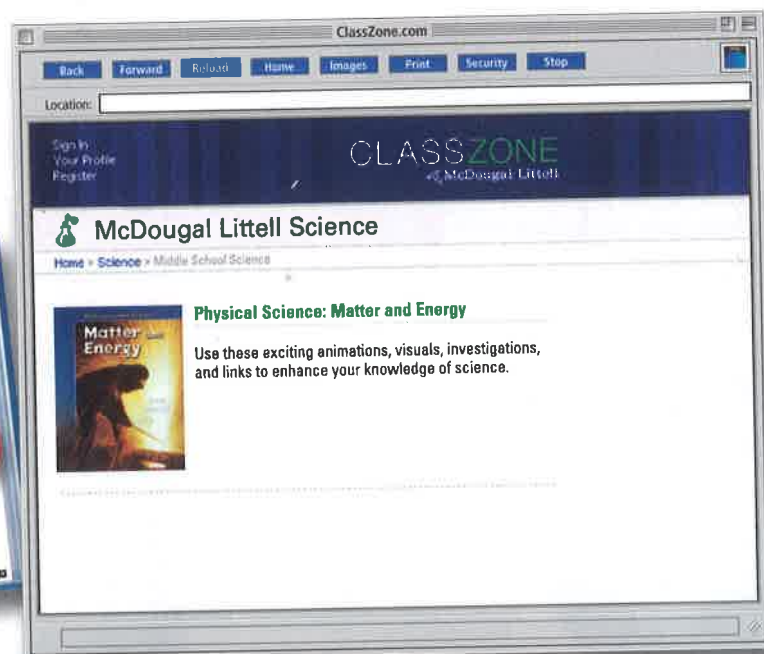 ClassZone.com
Back Forward Reload Home Images Print Security Stop
Location:
Sign In
Your Profile
Register
CLASSZONE
McDougal Littell
McDougal Littell Science
Home > Science > Middle School Science
Matter and
Energy
Physical Science: Matter and Energy
Use these exciting animations, visuals, investigations,
and links to enhance your knowledge of science.